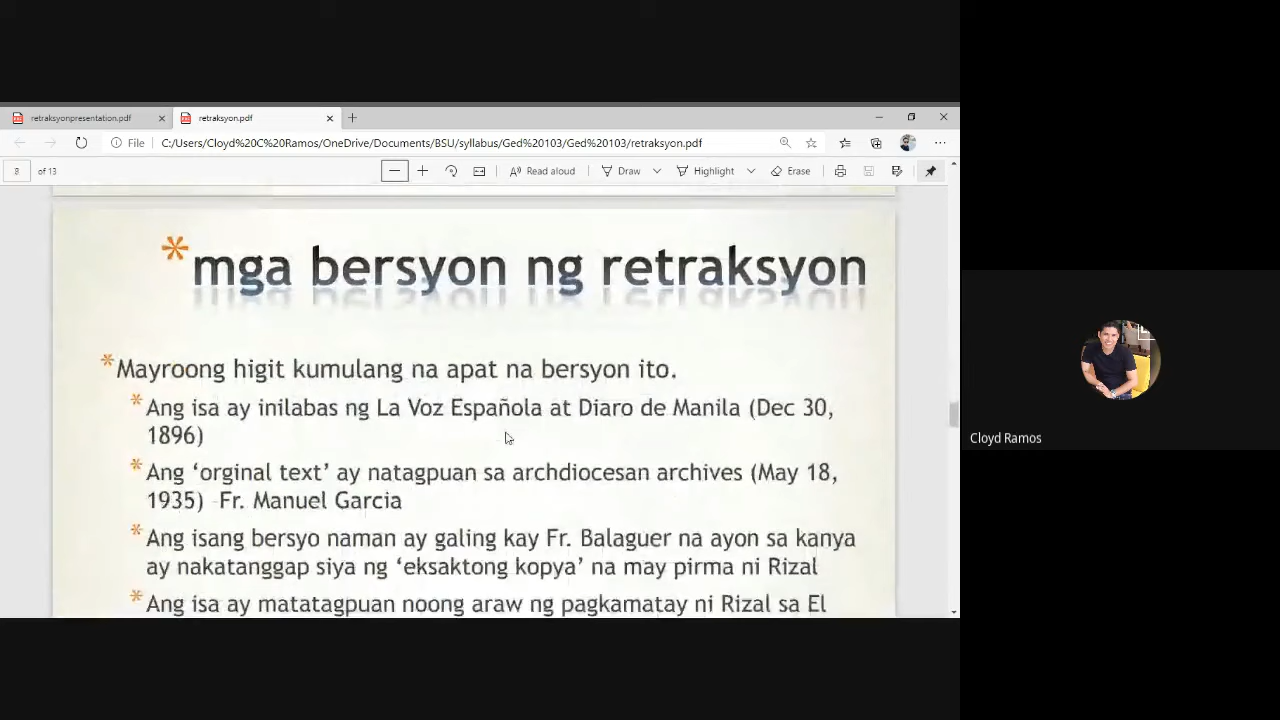 retraksyonpresentation.pdf
retraksyon.pdf
File
C:/Users/Cloyd%20C%20Ramos/OneDrive/Documents/BSU/syllabus/Ged%20103/Ged%20103/retraksyon.pdf
8 of 13
Read aloud
Draw
Highlight
Erase
*mga bersyon ng retraksyon
*Mayroong higit kumulang na apat na bersyon ito.
*Ang isa ay inilabas ng La Voz Española at Diaro de Manila (Dec 30,
1896)
*Ang ‘orginal text’ ay natagpuan sa archdiocesan archives (May 18,
1935) -Fr. Manuel Garcia
*Ang isang bersyo naman ay galing kay Fr. Balaguer na ayon sa kanya
ay nakatanggap siya ng ‘eksaktong kopya’ na may pirma ni Rizal
*Ang isa ay matatagpuan noong araw ng pagkamatay ni Rizal sa El
Cloyd Ramos